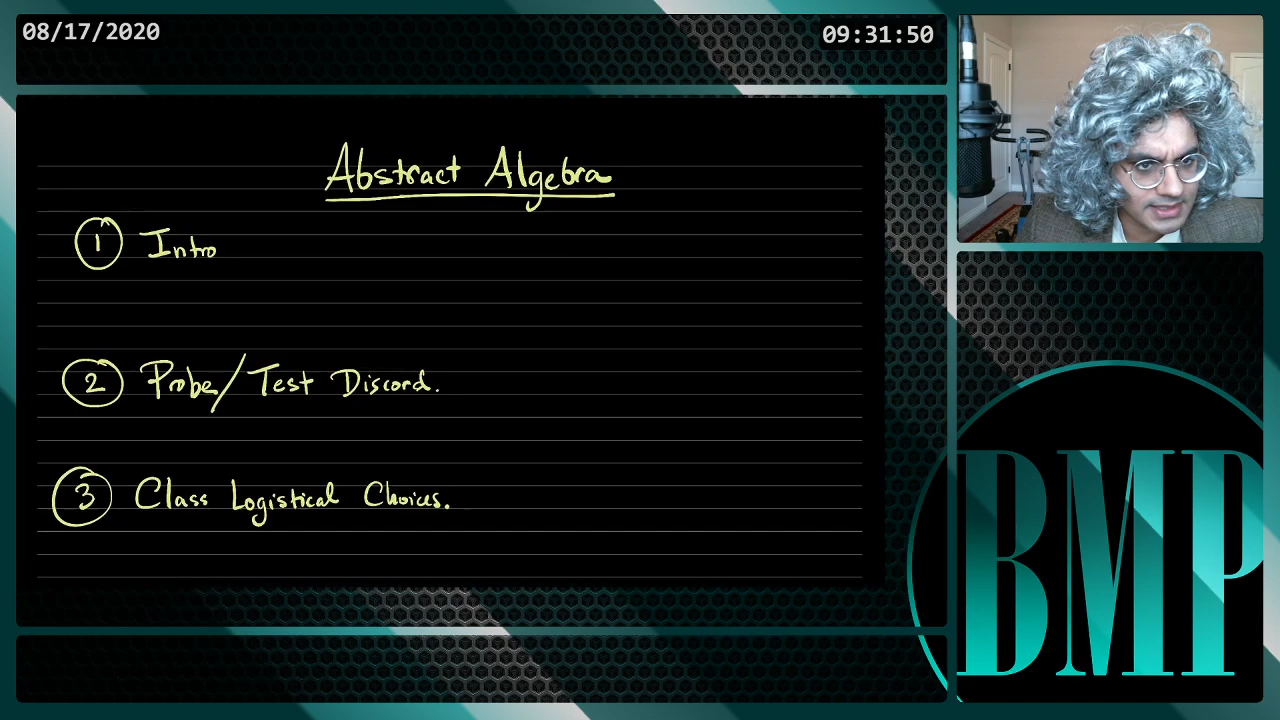 08/17/2020
09:31:50
Abstract Algebra
1 Intro
2 Probe/Test Discord.
3 Class Logistical Choices.
BMP